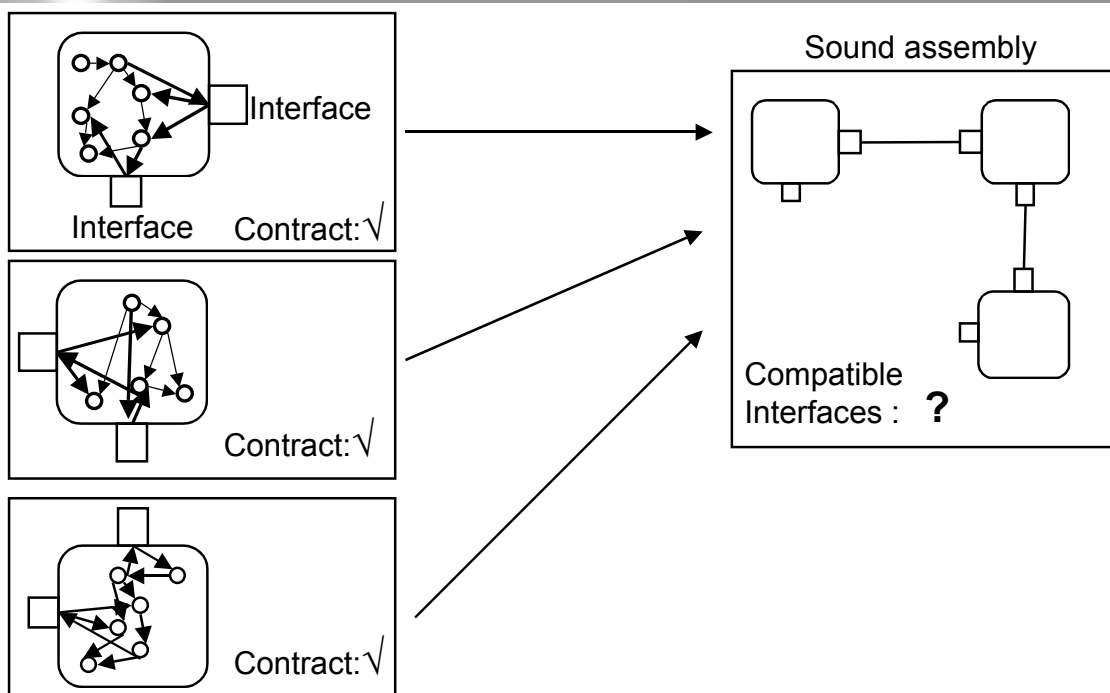 Interface
Interface
Contract:√
Contract:√
Contract:√
Sound assembly
Compatible
Interfaces : ?